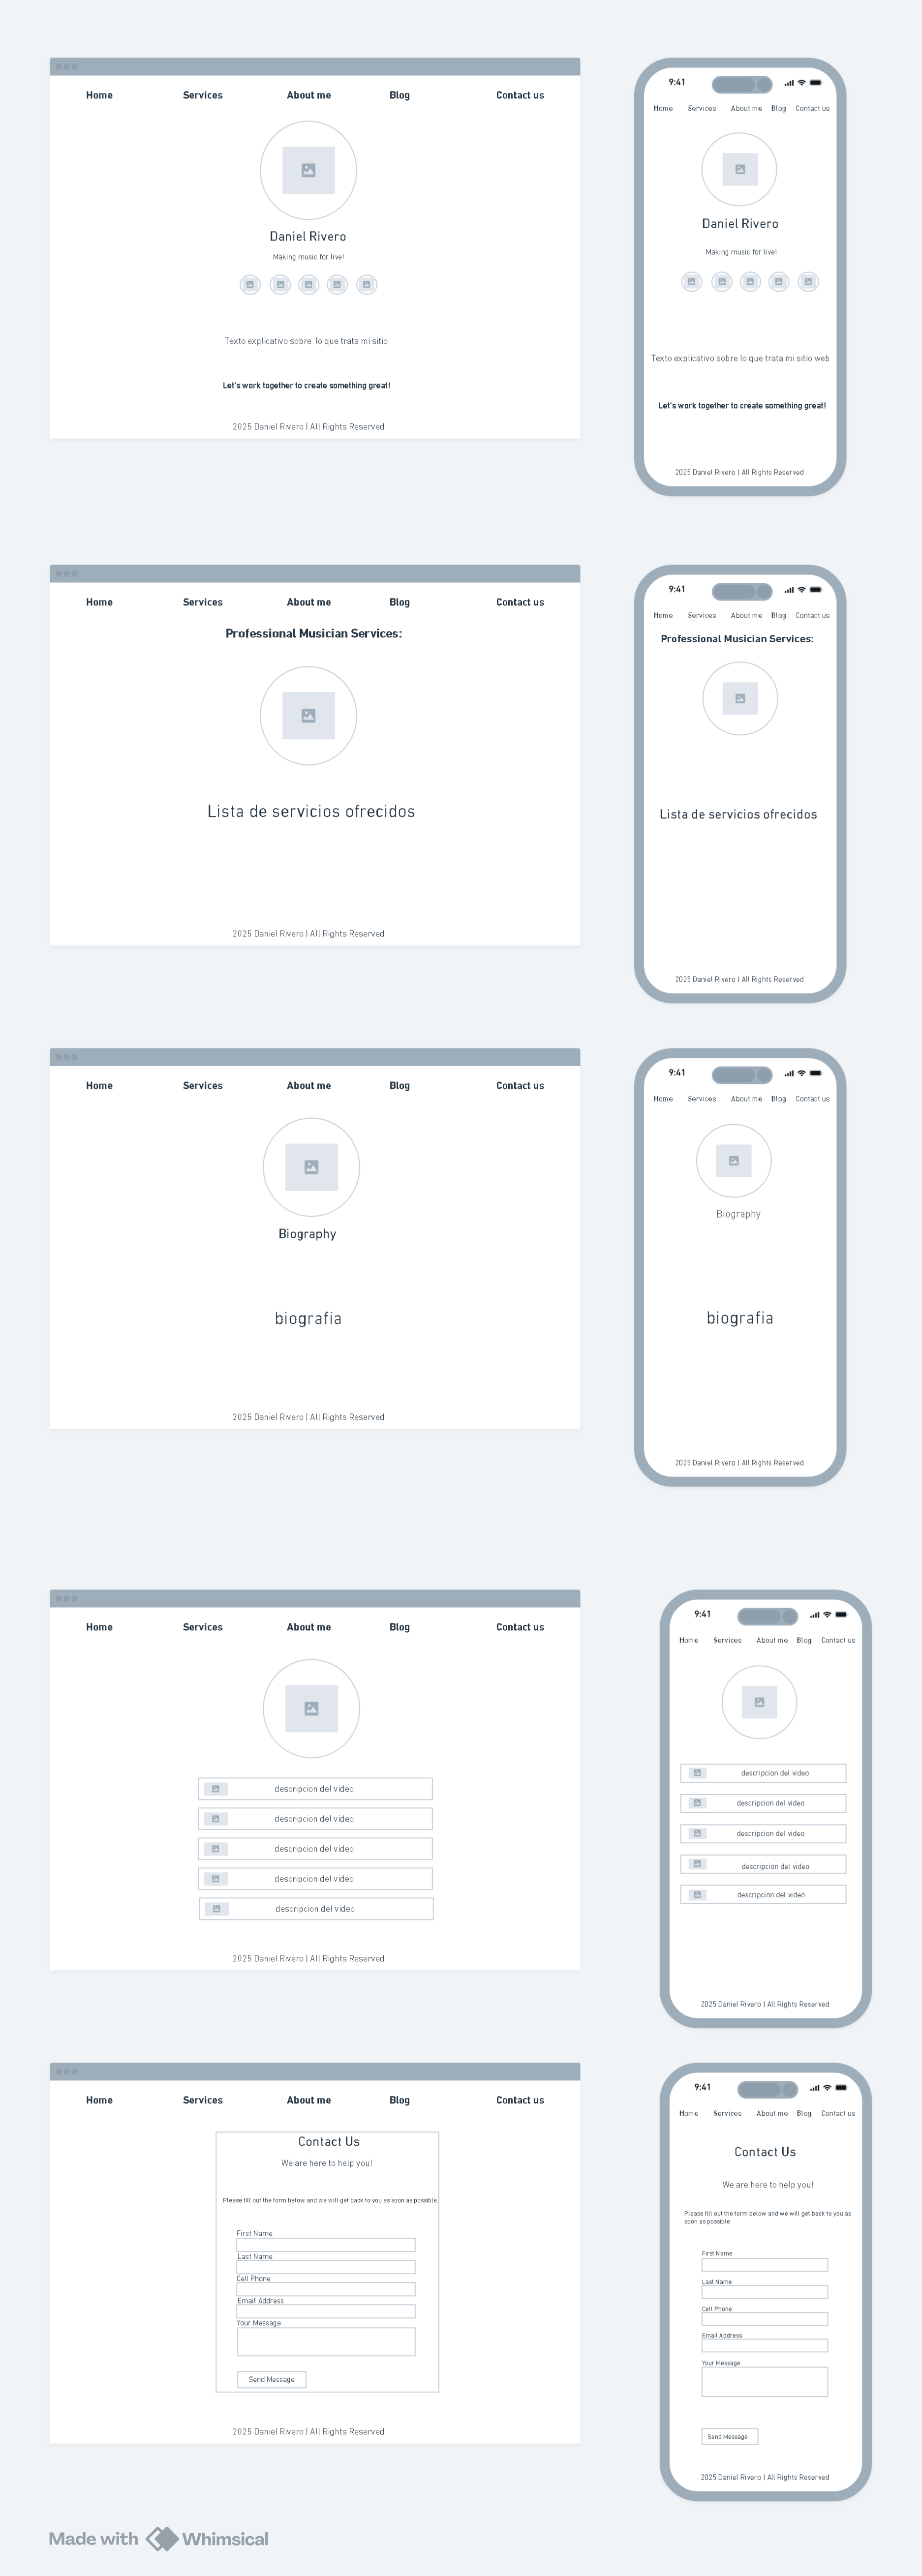 Home Services About me Blog Contact us
Daniel Rivero
Making music for live!
Texto explicativo sobre lo que trata mi sitio
Let's work together to create something great!
2025 Daniel Rivero | All Rights Reserved
9:41
Home Services About me Blog Contact us
Daniel Rivero
Making music for live!
Texto explicativo sobre lo que trata mi sitio web
Let's work together to create something great!
2025 Daniel Rivero | All Rights Reserved
Home Services About me Blog Contact us
Professional Musician Services:
Lista de servicios ofrecidos
2025 Daniel Rivero | All Rights Reserved
9:41
Home Services About me Blog Contact us
Professional Musician Services:
Lista de servicios ofrecidos
2025 Daniel Rivero | All Rights Reserved
Home Services About me Blog Contact us
Biography
biografia
2025 Daniel Rivero | All Rights Reserved
9:41
Home Services About me Blog Contact us
Biography
biografia
2025 Daniel Rivero | All Rights Reserved
Home Services About me Blog Contact us
descripcion del video
descripcion del video
descripcion del video
descripcion del video
descripcion del video
2025 Daniel Rivero | All Rights Reserved
9:41
Home Services About me Blog Contact us
descripcion del video
descripcion del video
descripcion del video
descripcion del video
descripcion del video
2025 Daniel Rivero | All Rights Reserved
Home Services About me Blog Contact us
Contact Us
We are here to help you!
Please fill out the form below and we will get back to you as soon as possible.
First Name
Last Name
Cell Phone
Email Address
Your Message
Send Message
2025 Daniel Rivero | All Rights Reserved
9:41
Home Services About me Blog Contact us
Contact Us
We are here to help you!
Please fill out the form below and we will get back to you as
soon as possible.
First Name
Last Name
Cell Phone
Email Address
Your Message
Send Message
2025 Daniel Rivero | All Rights Reserved
Made with Whimsical